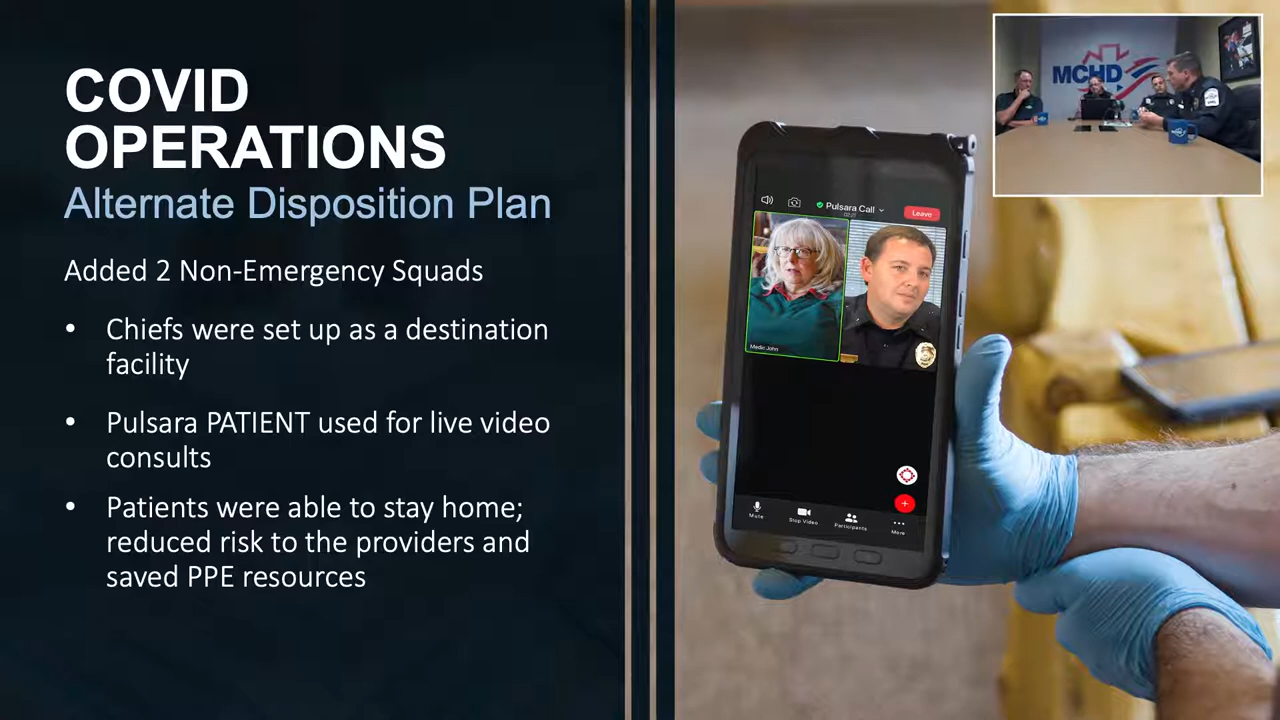 COVID
OPERATIONS
Alternate Disposition Plan
Added 2 Non-Emergency Squads
• Chiefs were set up as a destination
facility
• Pulsara PATIENT used for live video
consults
• Patients were able to stay home;
reduced risk to the providers and
saved PPE resources
MCHD
Pulsara Call
Leave
Medic John
Mute
Stop Video
Participants
More